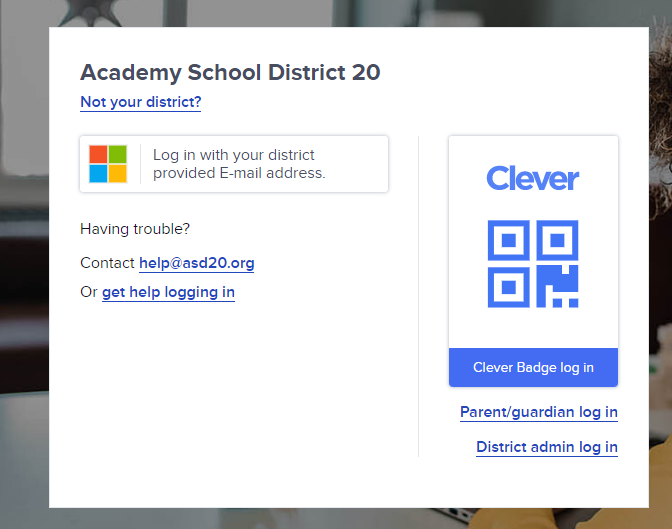 Academy School District 20
Not your district?
Log in with your district
provided E-mail address.
Having trouble?
Contact help@asd20.org
Or get help logging in
Clever
Clever Badge log in
Parent/guardian log in
District admin log in